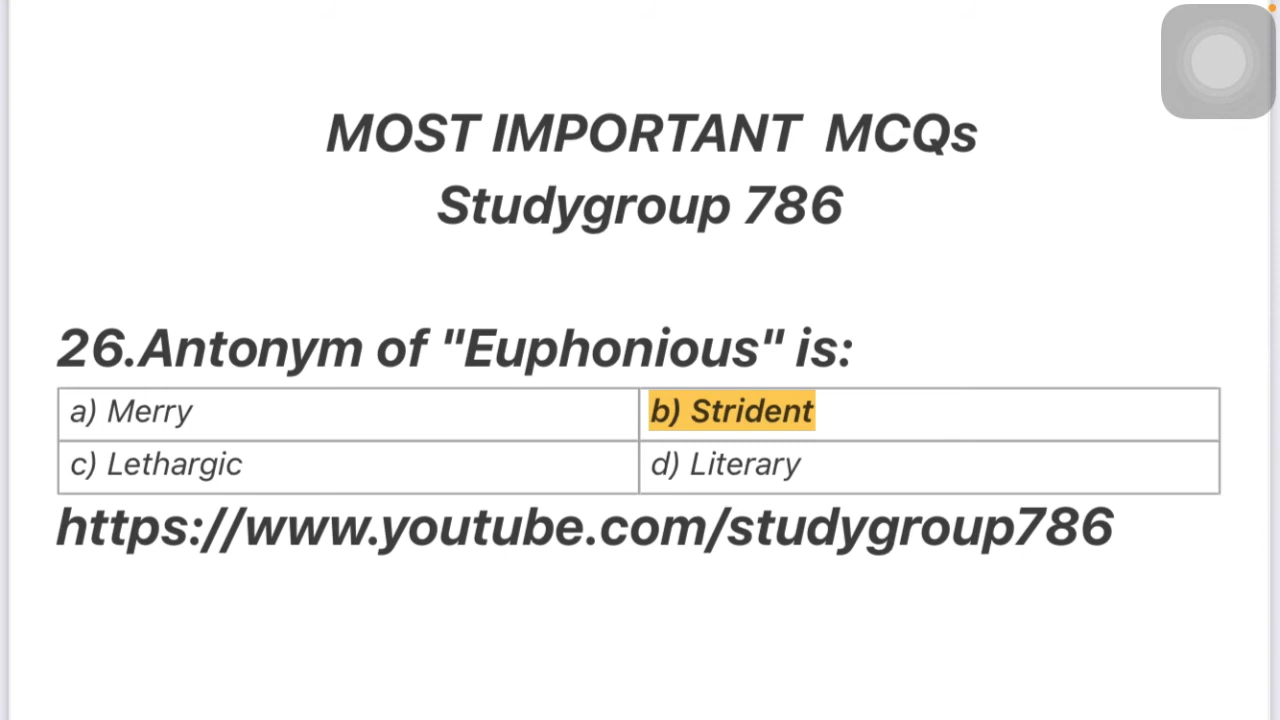 MOST IMPORTANT MCQs
Studygroup 786
26.Antonym of "Euphonious" is:
a) Merry
b) Strident
c) Lethargic
d) Literary
https://www.youtube.com/studygroup786